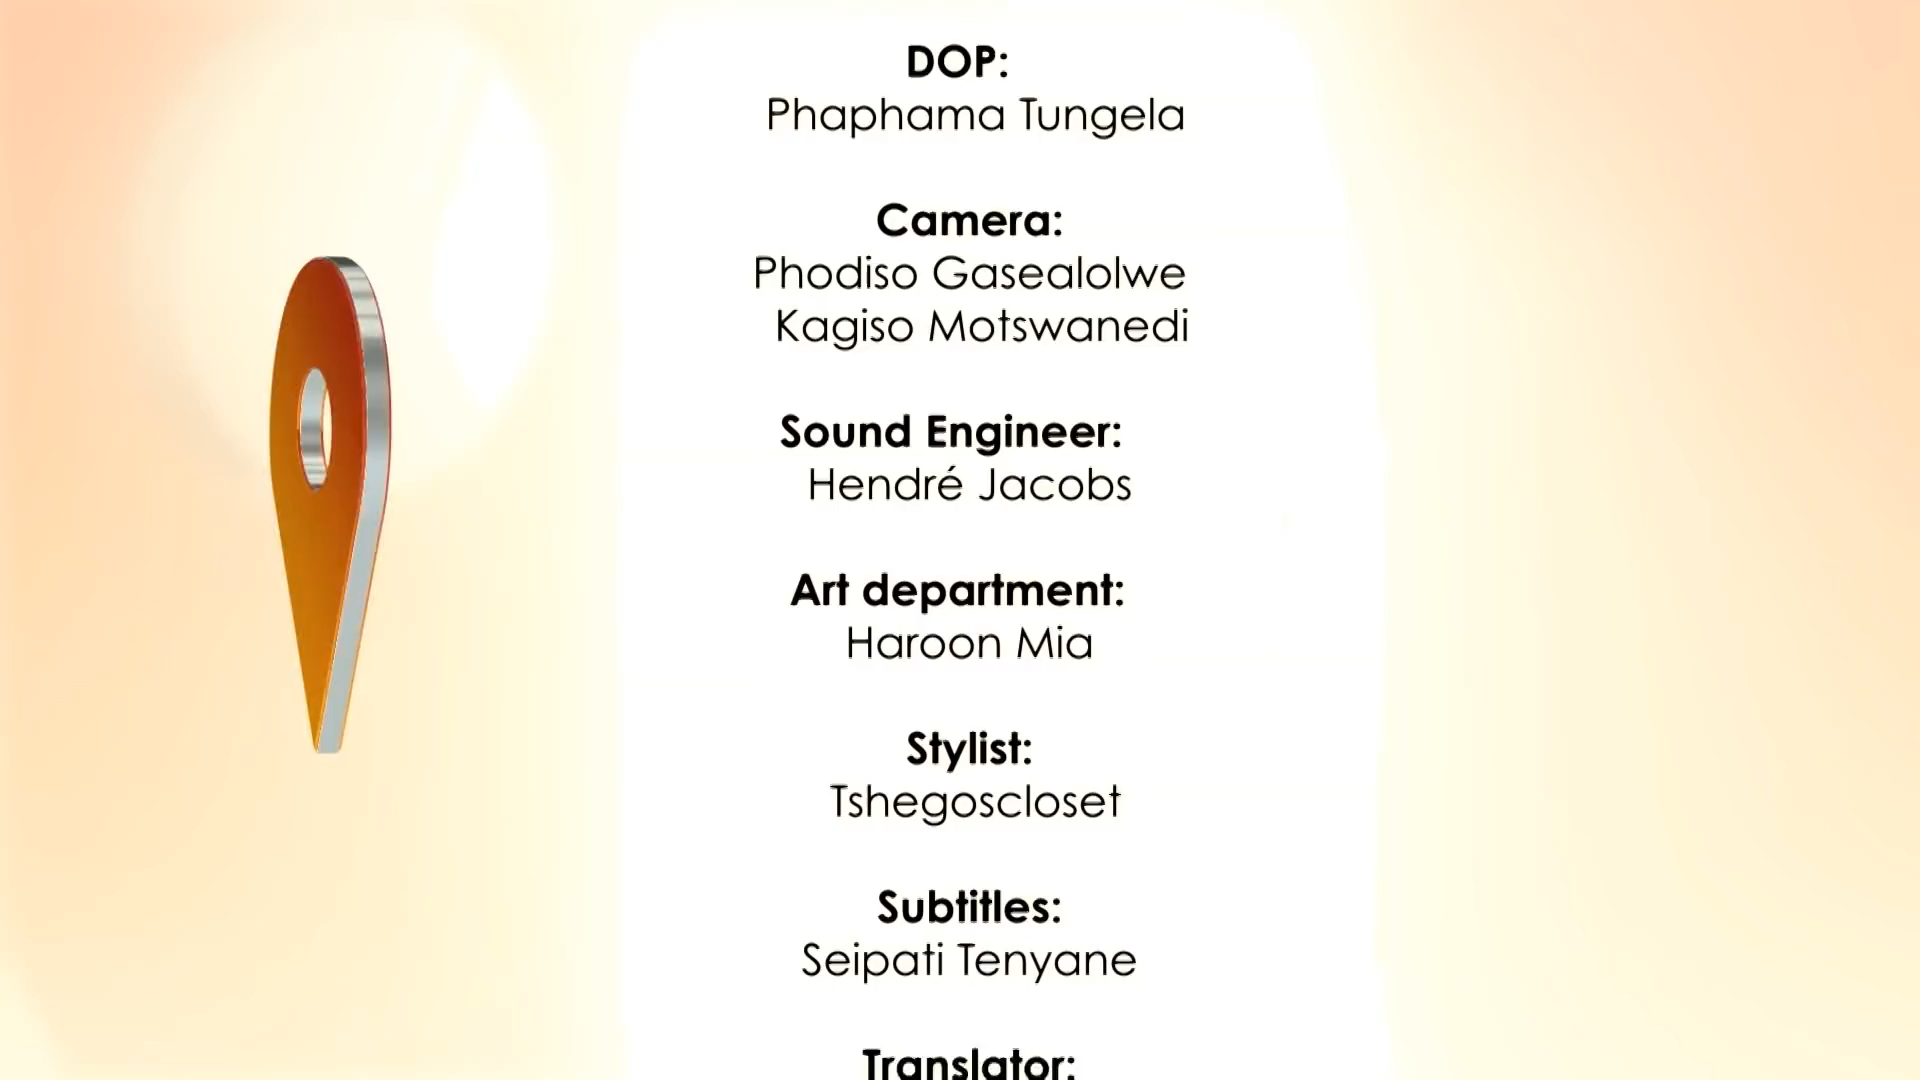 DOP:
Phaphama Tungela
Camera:
Phodiso Gasealolwe
Kagiso Motswanedi
Sound Engineer:
Hendré Jacobs
Art department:
Haroon Mia
Stylist:
Tshegoscloset
Subtitles:
Seipati Tenyane
Translator: